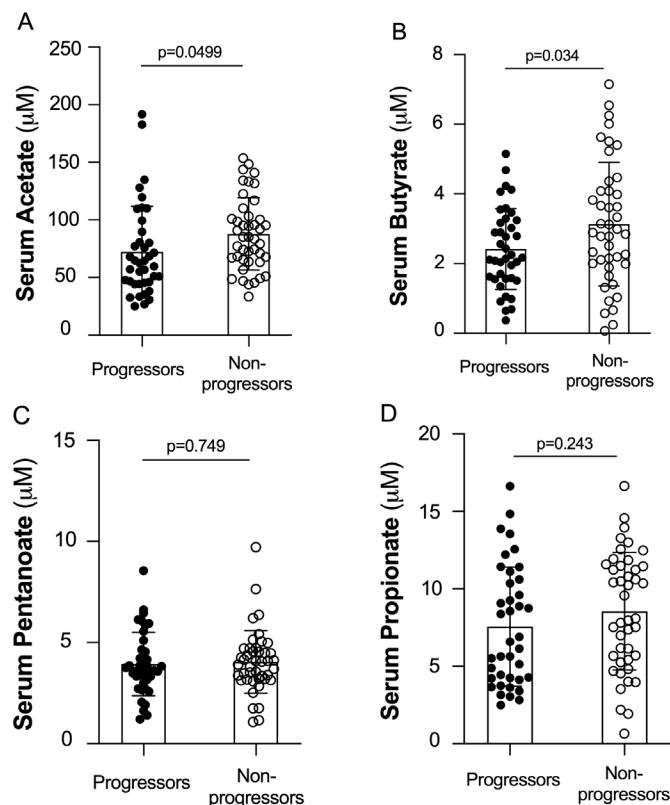 A
p=0.0499
Serum Acetate (μM)
250
200
150
100
50
0
Progressors
Non-
progressors
B
p=0.034
Serum Butyrate (μM)
8
6
4
2
0
Progressors
Non-
progressors
C
p=0.749
Serum Pentanoate (μM)
15
10
5
0
Progressors
Non-
progressors
D
p=0.243
Serum Propionate (μM)
20
15
10
5
0
Progressors
Non-
progressors